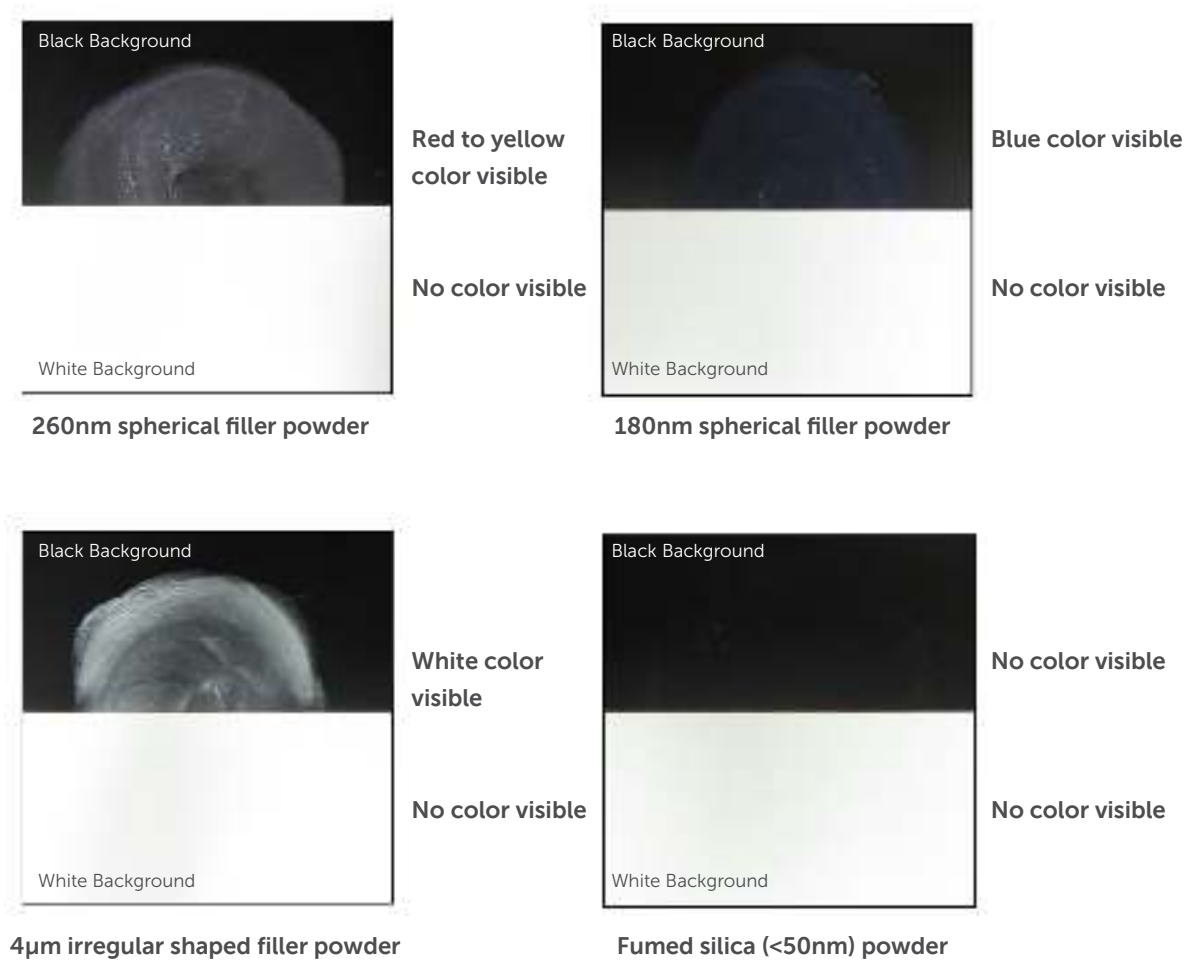 Black Background
Red to yellow
color visible
No color visible
White Background
260nm spherical filler powder
Black Background
Blue color visible
No color visible
White Background
180nm spherical filler powder
Black Background
White color
visible
No color visible
White Background
4μm irregular shaped filler powder
Black Background
No color visible
No color visible
White Background
Fumed silica (<50nm) powder